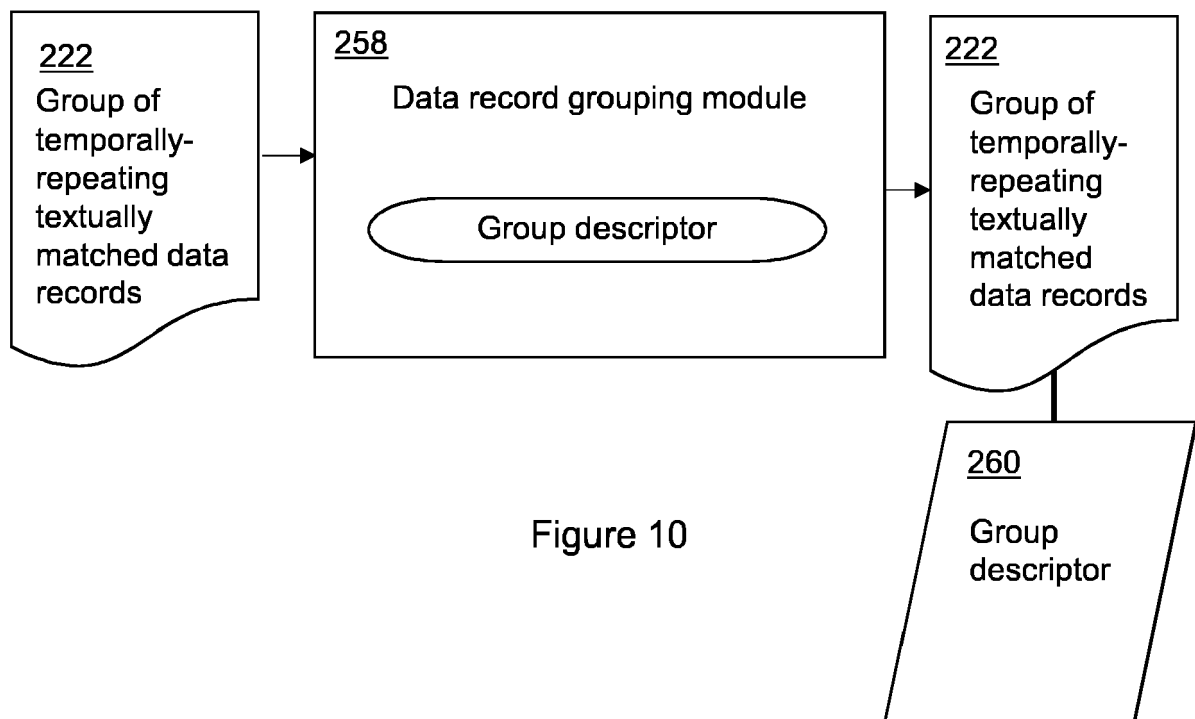 222
Group of
temporally-
repeating
textually
matched data
records
258
Data record grouping module
Group descriptor
222
Group of
temporally-
repeating
textually
matched
data records
260
Group
descriptor
Figure 10